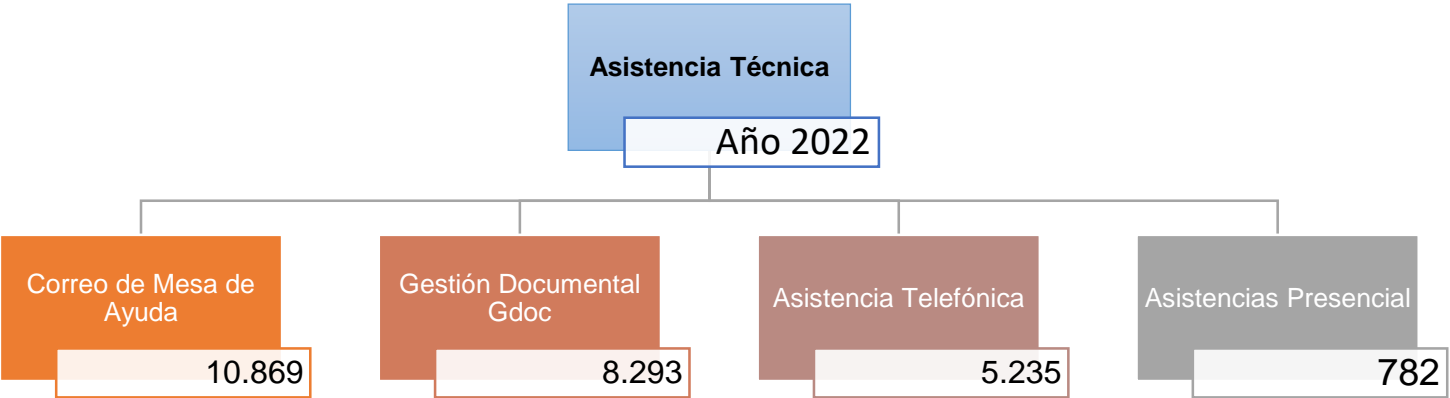 Asistencia Técnica
Año 2022
Correo de Mesa de
Ayuda
10.869
Gestión Documental
Gdoc
8.293
Asistencia Telefónica
5.235
Asistencias Presencial
782